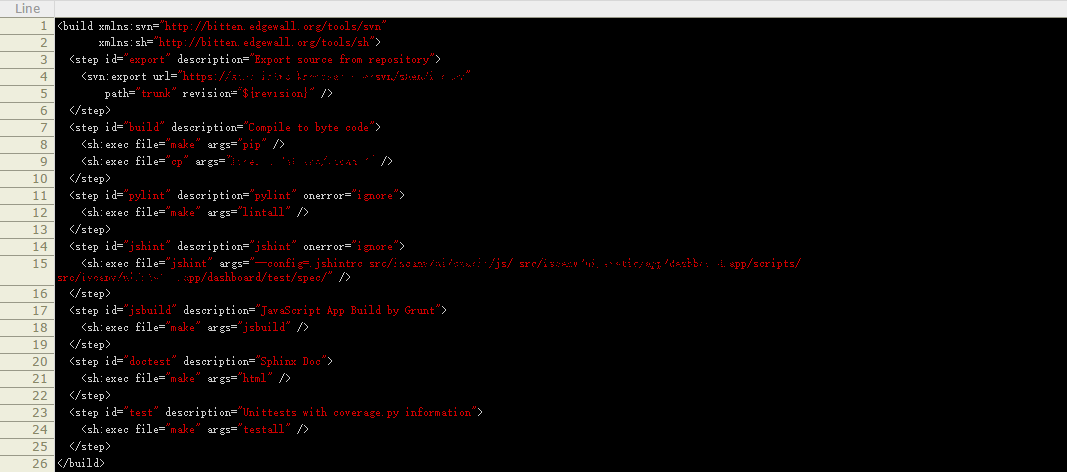 Line
1 <build xmlns:svn="http://bitten.edgewall.org/tools/svn"
2 xmlns:sh="http://bitten.edgewall.org/tools/sh">
3 <step id="export" description="Export source from repository">
4 <svn:export url="https://
5 path="trunk" revision="${revision}" />
6 </step>
7 <step id="build" description="Compile to byte code">
8 <sh:exec file="make" args="pip" />
9 <sh:exec file="cp" args=" " />
10 </step>
11 <step id="pylint" description="pylint" onerror="ignore">
12 <sh:exec file="make" args="lintall" />
13 </step>
14 <step id="jshint" description="jshint" onerror="ignore">
15 <sh:exec file="jshint" args="--config=.jshintrc src/ /js/ app/scripts/
src/ app/dashboard/test/spec/" />
16 </step>
17 <step id="jsbuild" description="JavaScript App Build by Grunt">
18 <sh:exec file="make" args="jsbuild" />
19 </step>
20 <step id="doctest" description="Sphinx Doc">
21 <sh:exec file="make" args="html" />
22 </step>
23 <step id="test" description="Unittests with coverage.py information">
24 <sh:exec file="make" args="testall" />
25 </step>
26 </build>